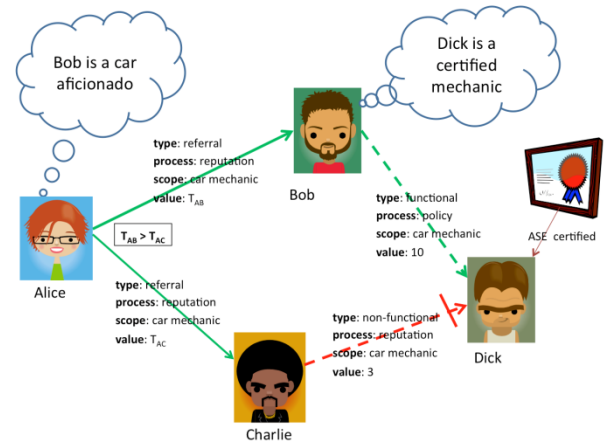 Bob is a car
aficionado
Dick is a
certified
mechanic
type: referral
process: reputation
scope: car mechanic
value: TAB
Bob
type: functional
process: policy
scope: car mechanic
value: 10
ASE certified
TAB > TAC
Alice
type: referral
process: reputation
scope: car mechanic
value: TAC
type: non-functional
process: reputation
scope: car mechanic
value: 3
Dick
Charlie